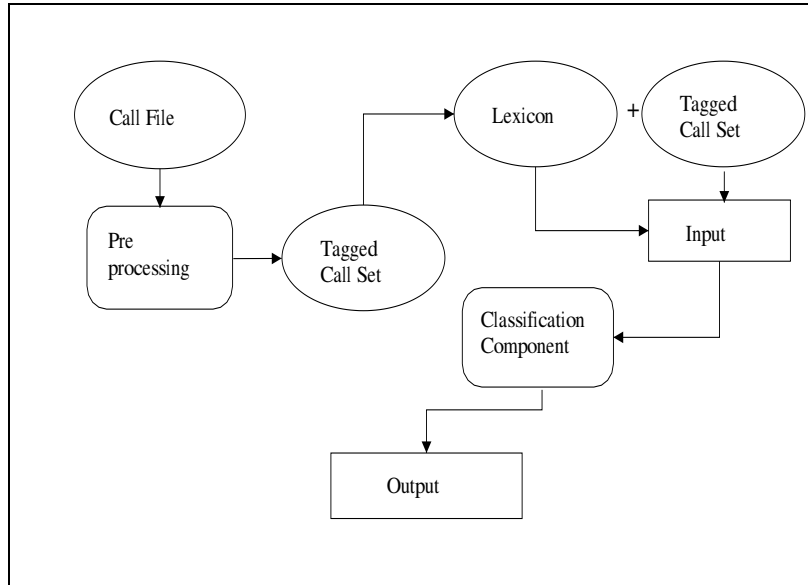 Call File
Pre
processing
Tagged
Call Set
Lexicon
+
Tagged
Call Set
Input
Classification
Component
Output